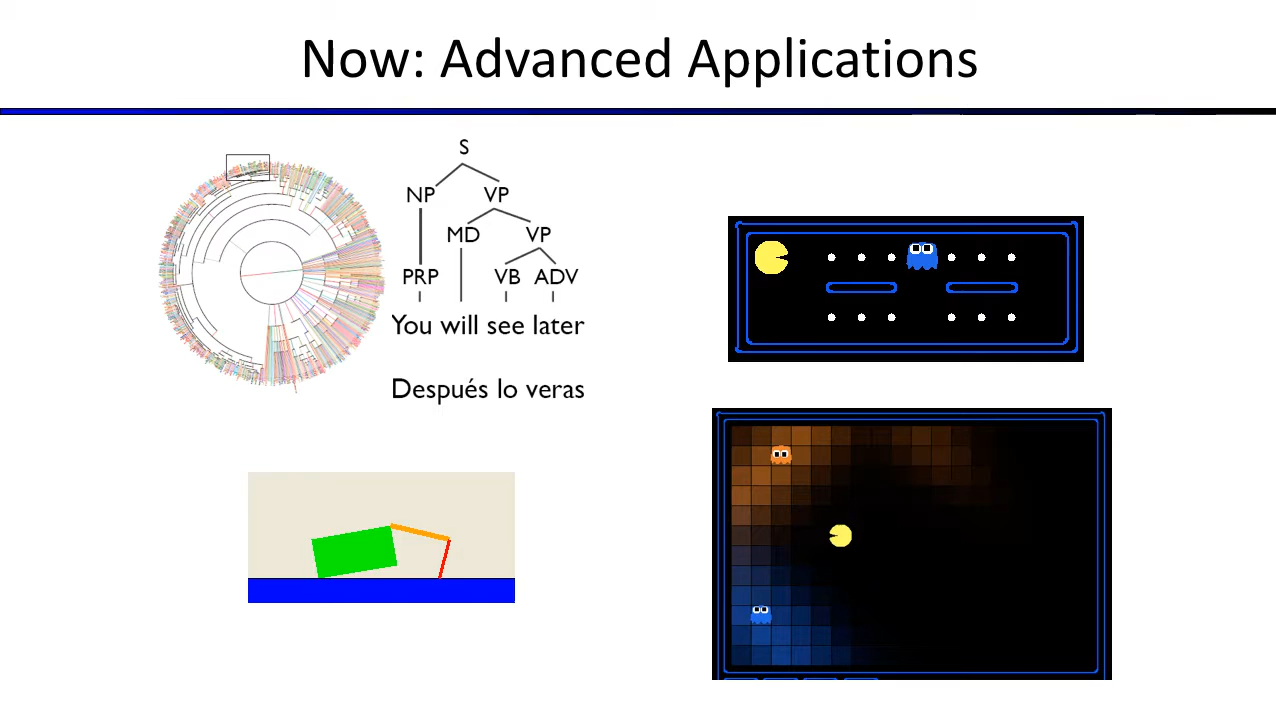 Now: Advanced Applications
S
NP VP
MD VP
PRP VB ADV
You will see later
Después lo veras